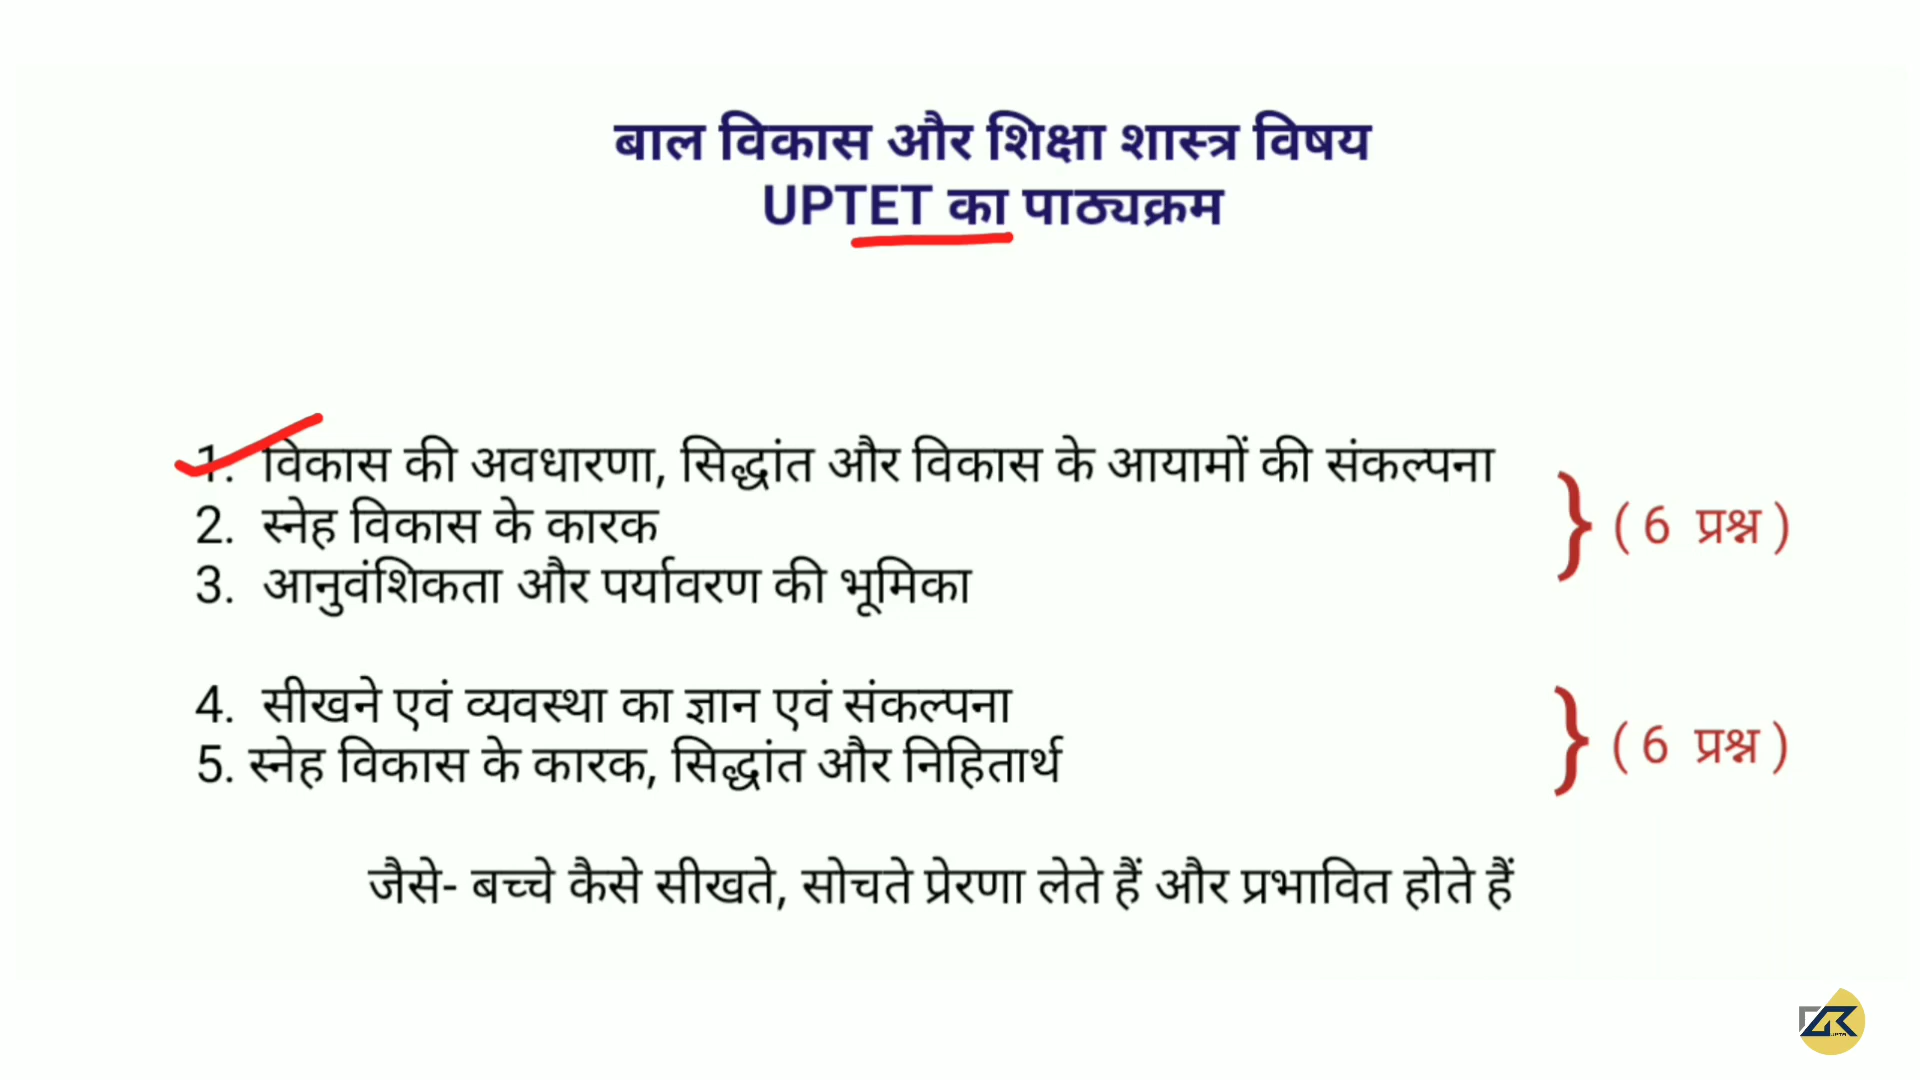 बाल विकास और शिक्षा शास्त्र विषय
UPTET का पाठ्यक्रम
1. विकास की अवधारणा, सिद्धांत और विकास के आयामों की संकल्पना
2. स्नेह विकास के कारक
3. आनुवंशिकता और पर्यावरण की भूमिका
} ( 6 प्रश्न )
4. सीखने एवं व्यवस्था का ज्ञान एवं संकल्पना
5. स्नेह विकास के कारक, सिद्धांत और निहितार्थ
} ( 6 प्रश्न )
जैसे- बच्चे कैसे सीखते, सोचते प्रेरणा लेते हैं और प्रभावित होते हैं